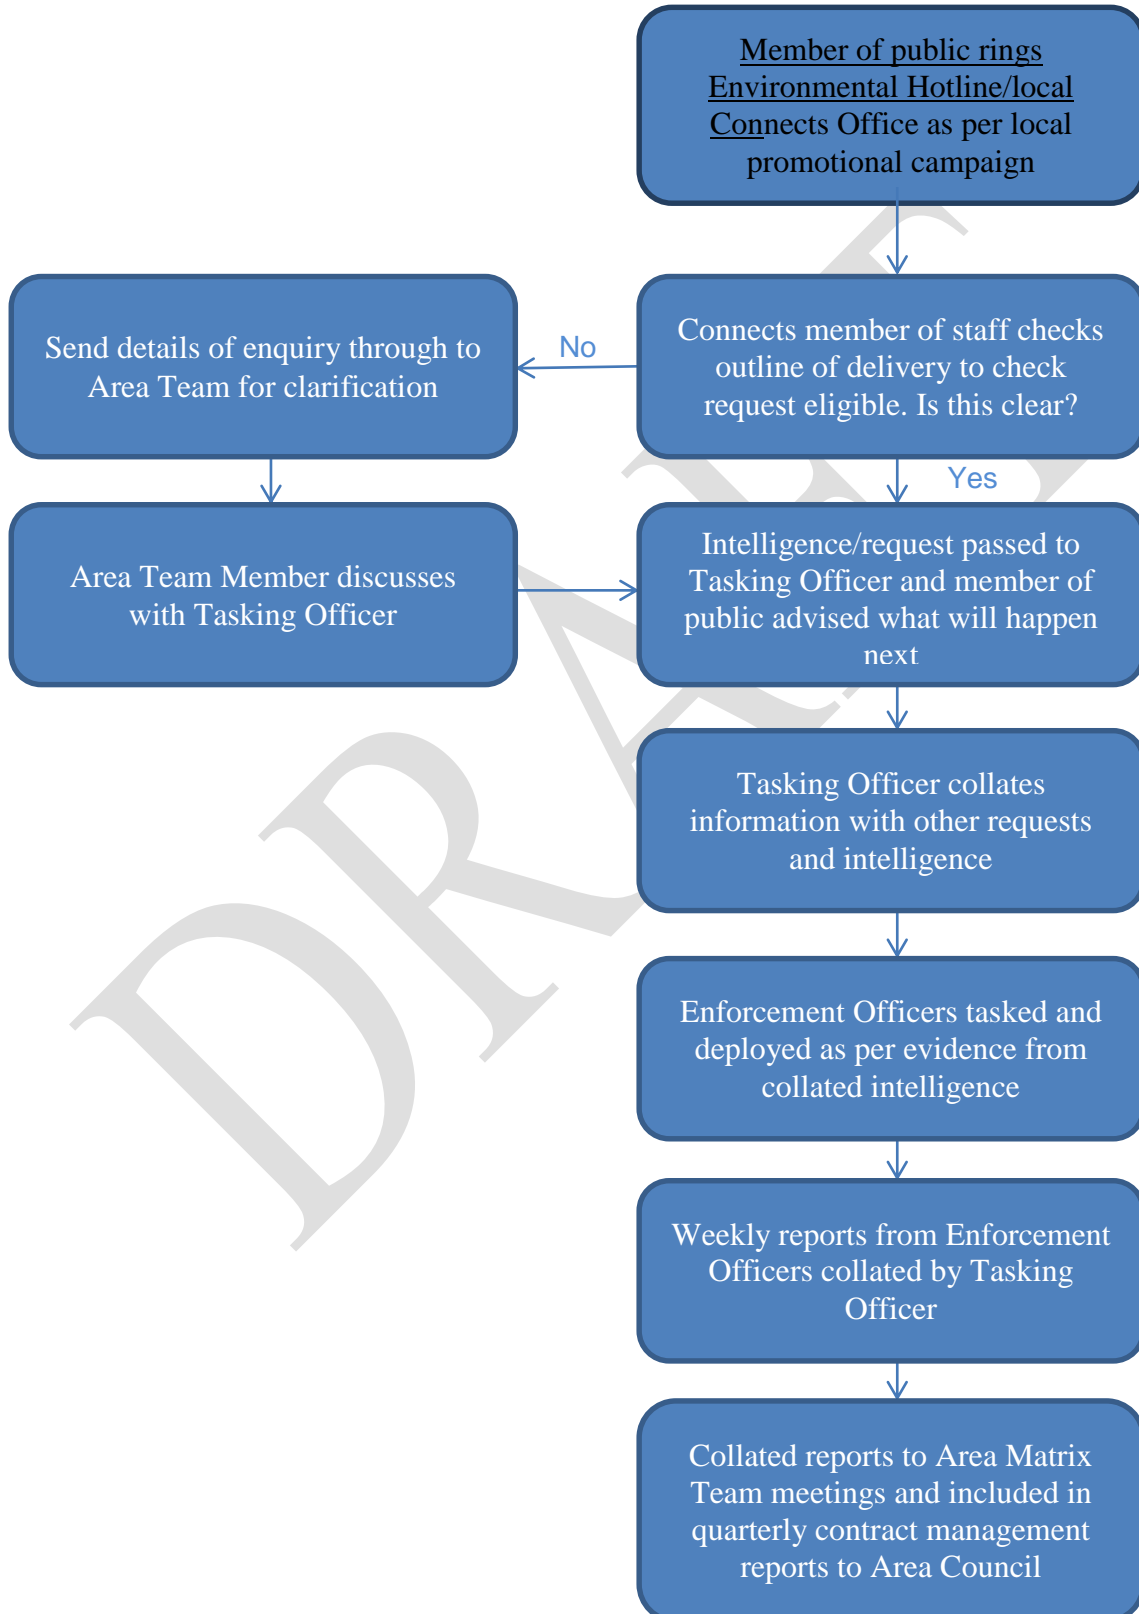 Member of public rings
Environmental Hotline/local
Connects Office as per local
promotional campaign
Connects member of staff checks
outline of delivery to check
request eligible. Is this clear?
No
Send details of enquiry through to
Area Team for clarification
Area Team Member discusses
with Tasking Officer
Yes
Intelligence/request passed to
Tasking Officer and member of
public advised what will happen
next
Tasking Officer collates
information with other requests
and intelligence
Enforcement Officers tasked and
deployed as per evidence from
collated intelligence
Weekly reports from Enforcement
Officers collated by Tasking
Officer
Collated reports to Area Matrix
Team meetings and included in
quarterly contract management
reports to Area Council
DRAFT